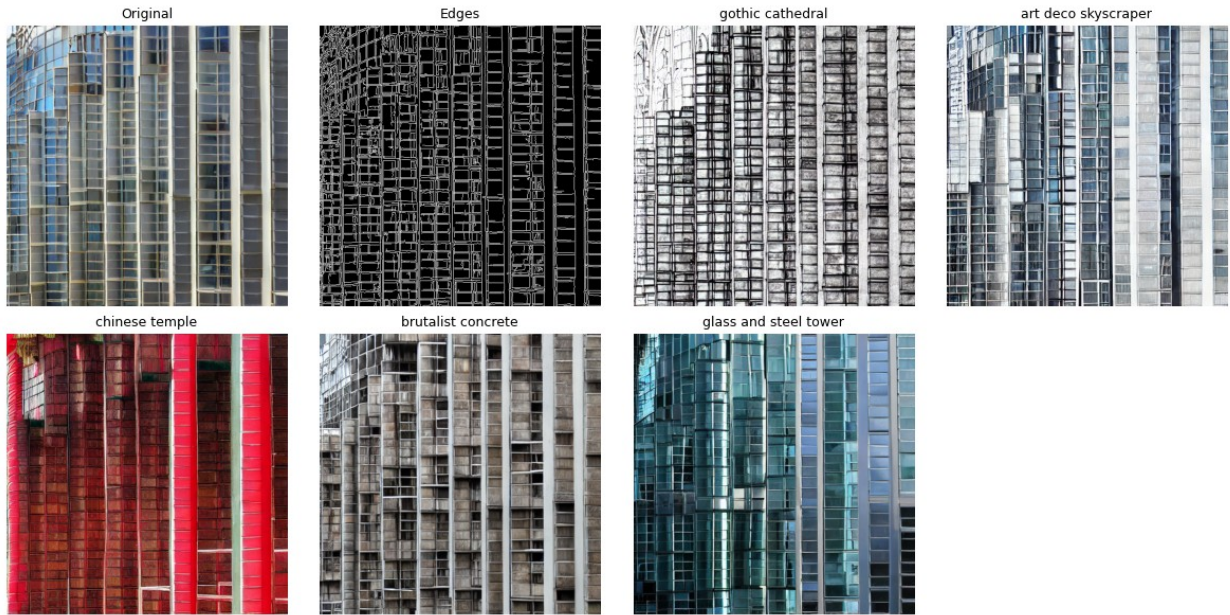 Original
Edges
gothic cathedral
art deco skyscraper
chinese temple
brutalist concrete
glass and steel tower